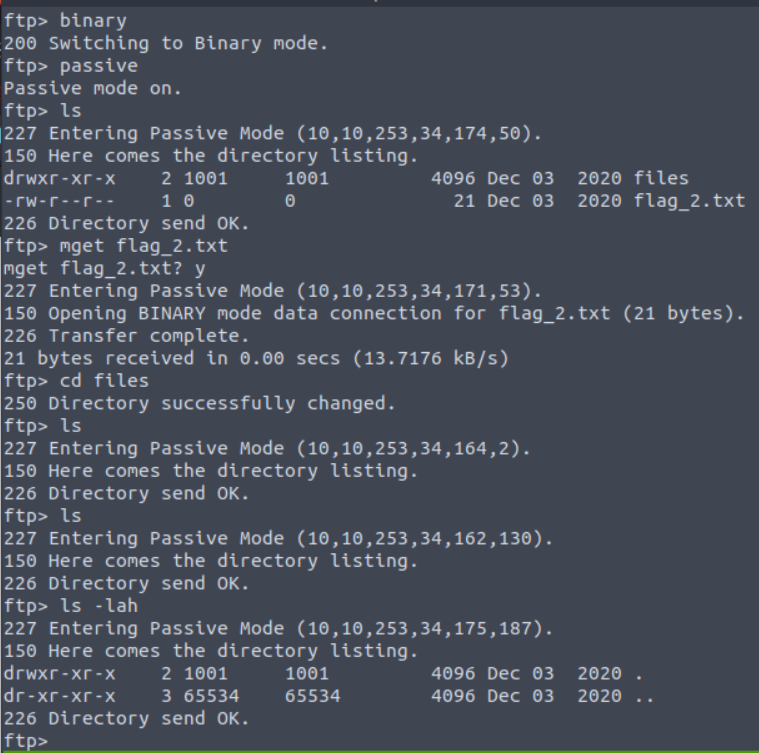 ftp> binary
200 Switching to Binary mode.
ftp> passive
Passive mode on.
ftp> ls
227 Entering Passive Mode (10,10,253,34,174,50).
150 Here comes the directory listing.
drwxr-xr-x    2 1001     1001         4096 Dec 03  2020 files
-rw-r--r--    1 0        0              21 Dec 03  2020 flag_2.txt
226 Directory send OK.
ftp> mget flag_2.txt
mget flag_2.txt? y
227 Entering Passive Mode (10,10,253,34,171,53).
150 Opening BINARY mode data connection for flag_2.txt (21 bytes).
226 Transfer complete.
21 bytes received in 0.00 secs (13.7176 kB/s)
ftp> cd files
250 Directory successfully changed.
ftp> ls
227 Entering Passive Mode (10,10,253,34,164,2).
150 Here comes the directory listing.
226 Directory send OK.
ftp> ls
227 Entering Passive Mode (10,10,253,34,162,130).
150 Here comes the directory listing.
226 Directory send OK.
ftp> ls -lah
227 Entering Passive Mode (10,10,253,34,175,187).
150 Here comes the directory listing.
drwxr-xr-x    2 1001     1001         4096 Dec 03  2020 .
dr-xr-xr-x    3 65534    65534        4096 Dec 03  2020 ..
226 Directory send OK.
ftp>